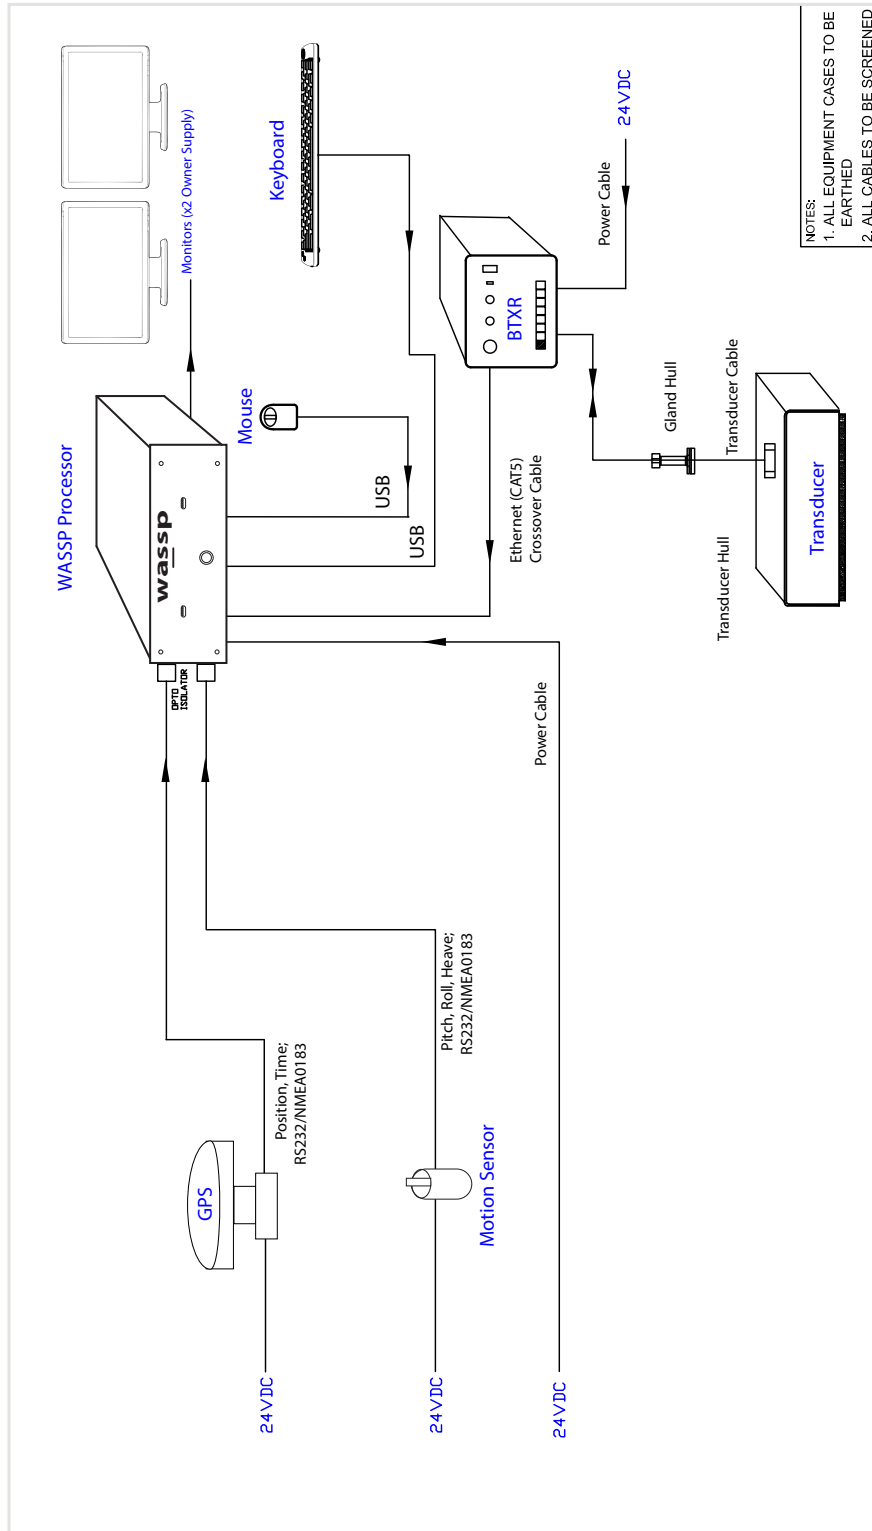 WASSP Processor
Monitors (x2 Owner Supply)
wassp
OPTO
ISOLATOR
Mouse
Keyboard
USB
USB
Ethernet (CAT5)
Crossover Cable
BTXR
Power Cable
24VDC
Gland Hull
Transducer Cable
Transducer Hull
Transducer
GPS
Position, Time;
RS232/NMEA0183
Motion Sensor
Pitch, Roll, Heave;
RS232/NMEA0183
Power Cable
24VDC
24VDC
24VDC
NOTES:
1. ALL EQUIPMENT CASES TO BE
EARTHED
2. ALL CABLES TO BE SCREENED